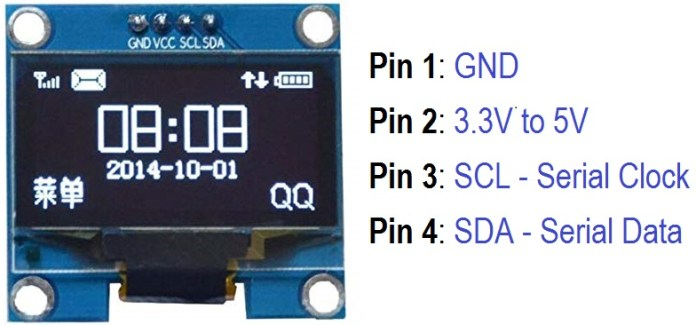 GND VCC SCL SDA
08:08
2014-10-01
菜单
QQ
Pin 1: GND
Pin 2: 3.3V to 5V
Pin 3: SCL - Serial Clock
Pin 4: SDA - Serial Data